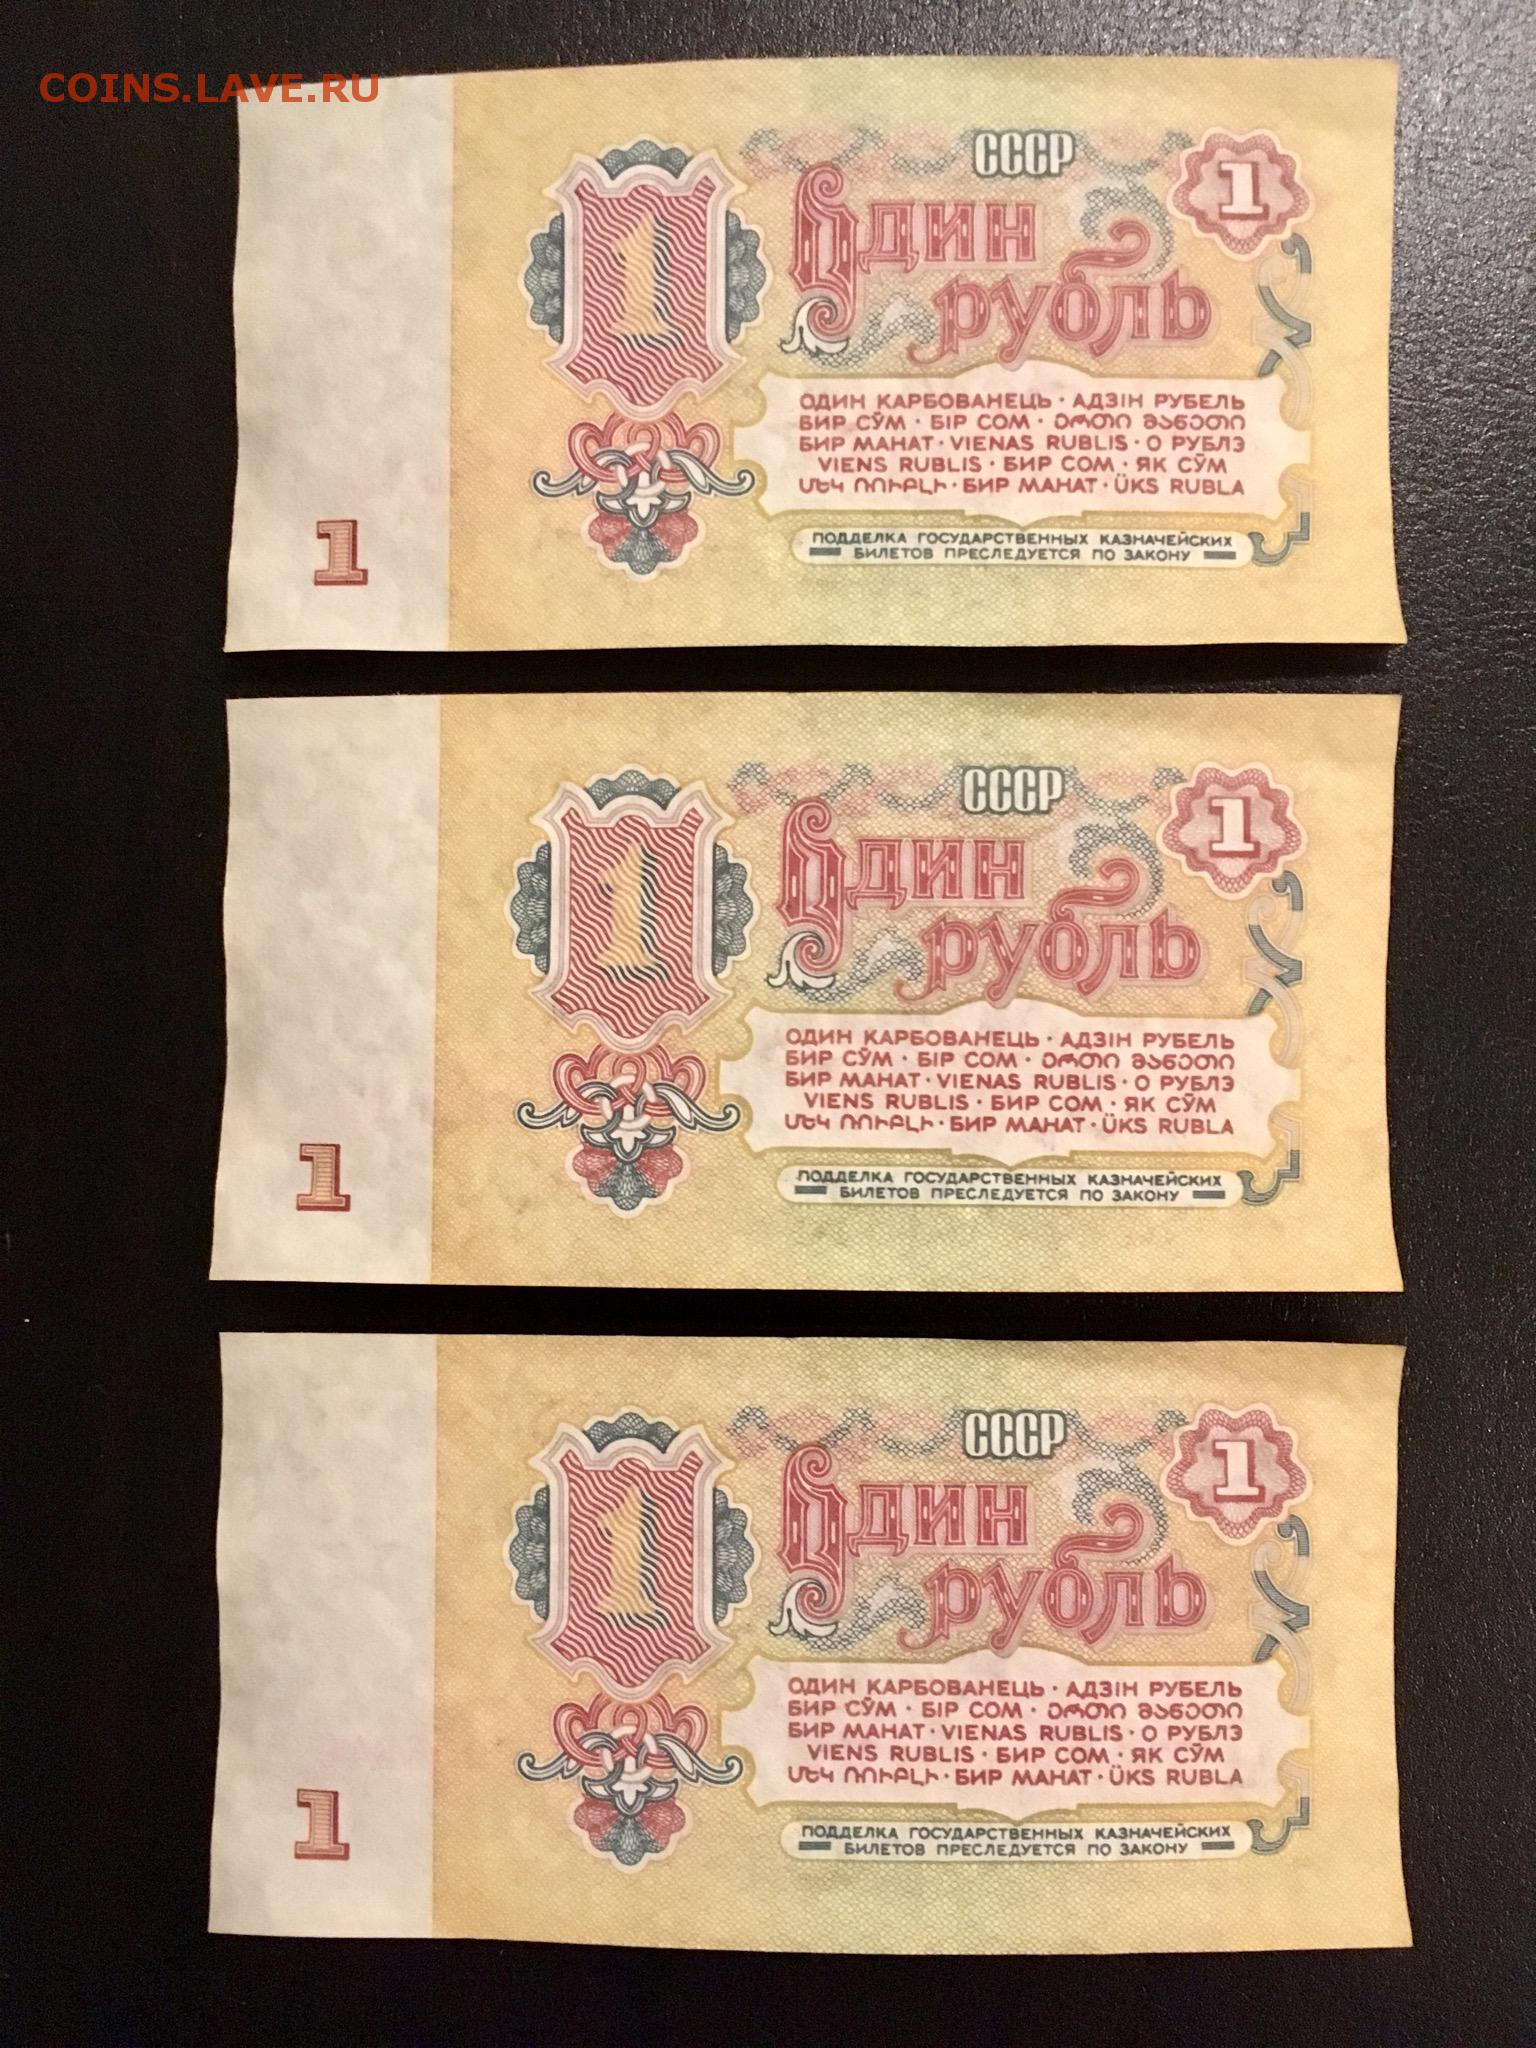 COINS.LAVE.RU
СССР
1
1
Один
рубль
ОДИН КАРБОВАНЕЦЬ · АДЗІН РУБЕЛЬ
БИР СЎМ · БІР СОМ · ᲔᲠᲗᲘ ᲛᲐᲜᲔᲗᲘ
БИР МАНАТ · VIENAS RUBLIS · О РУБЛЭ
VIENS RUBLIS · БИР СОМ · ЯК СӮМ
ՄԵԿ ՌՈՒԲԼԻ · БИР МАНАТ · ÜKS RUBLA
ПОДДЕЛКА ГОСУДАРСТВЕННЫХ КАЗНАЧЕЙСКИХ
БИЛЕТОВ ПРЕСЛЕДУЕТСЯ ПО ЗАКОНУ
1
СССР
1
1
Один
рубль
ОДИН КАРБОВАНЕЦЬ · АДЗІН РУБЕЛЬ
БИР СЎМ · БІР СОМ · ᲔᲠᲗᲘ ᲛᲐᲜᲔᲗᲘ
БИР МАНАТ · VIENAS RUBLIS · О РУБЛЭ
VIENS RUBLIS · БИР СОМ · ЯК СӮМ
ՄԵԿ ՌՈՒԲԼԻ · БИР МАНАТ · ÜKS RUBLA
ПОДДЕЛКА ГОСУДАРСТВЕННЫХ КАЗНАЧЕЙСКИХ
БИЛЕТОВ ПРЕСЛЕДУЕТСЯ ПО ЗАКОНУ
1
СССР
1
1
Один
рубль
ОДИН КАРБОВАНЕЦЬ · АДЗІН РУБЕЛЬ
БИР СЎМ · БІР СОМ · ᲔᲠᲗᲘ ᲛᲐᲜᲔᲗᲘ
БИР МАНАТ · VIENAS RUBLIS · О РУБЛЭ
VIENS RUBLIS · БИР СОМ · ЯК СӮМ
ՄԵԿ ՌՈՒԲԼԻ · БИР МАНАТ · ÜKS RUBLA
ПОДДЕЛКА ГОСУДАРСТВЕННЫХ КАЗНАЧЕЙСКИХ
БИЛЕТОВ ПРЕСЛЕДУЕТСЯ ПО ЗАКОНУ
1